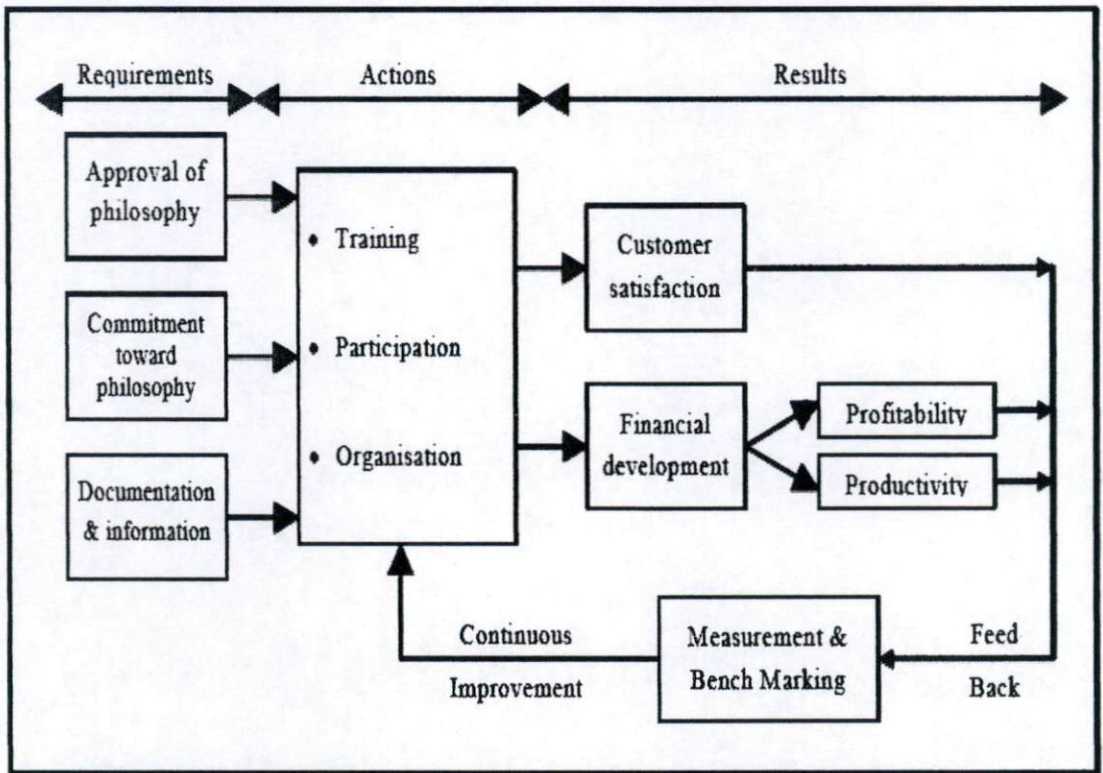 Requirements
Actions
Results
Approval of
philosophy
Commitment
toward
philosophy
Documentation
& information
• Training
• Participation
• Organisation
Customer
satisfaction
Financial
development
Profitability
Productivity
Measurement &
Bench Marking
Feed
Back
Continuous
Improvement